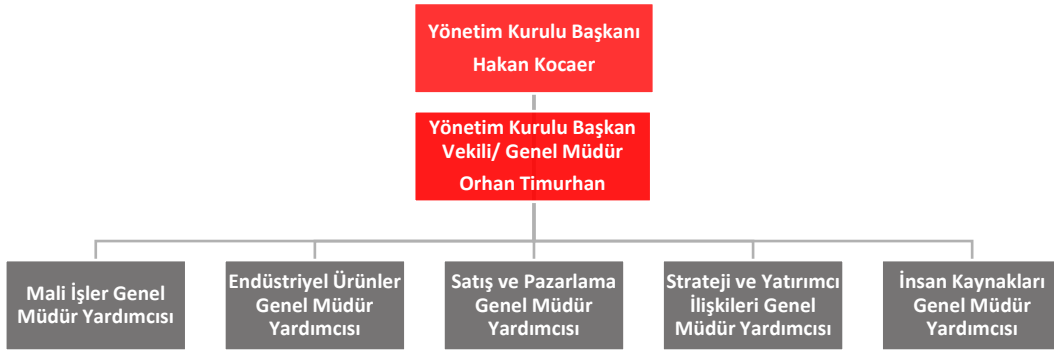 Yönetim Kurulu Başkanı
Hakan Kocaer
Yönetim Kurulu Başkan
Vekili/ Genel Müdür
Orhan Timurhan
Mali İşler Genel
Müdür Yardımcısı
Endüstriyel Ürünler
Genel Müdür
Yardımcısı
Satış ve Pazarlama
Genel Müdür
Yardımcısı
Strateji ve Yatırımcı
İlişkileri Genel
Müdür Yardımcısı
İnsan Kaynakları
Genel Müdür
Yardımcısı